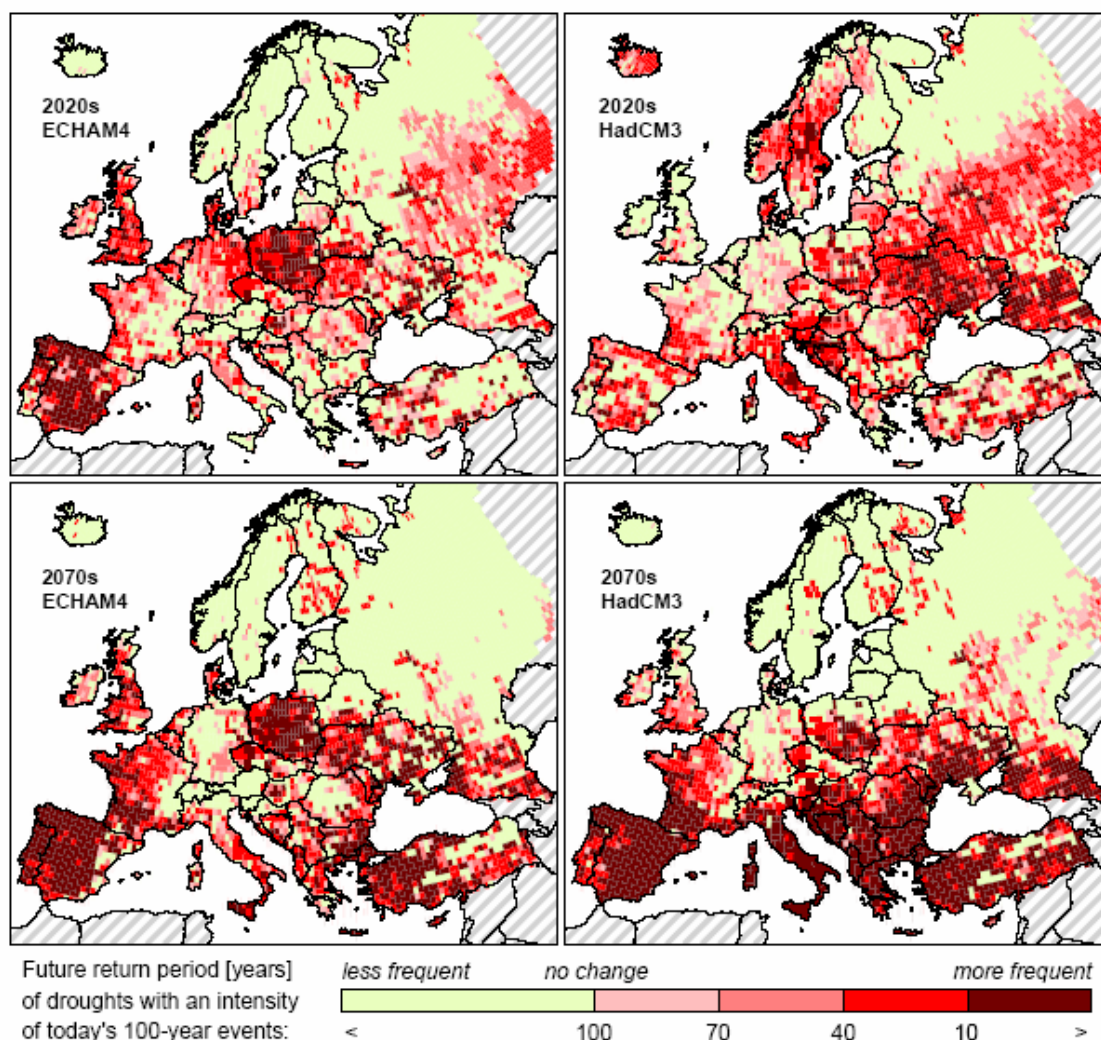 2020s
ECHAM4
2020s
HadCM3
2070s
ECHAM4
2070s
HadCM3
Future return period [years]
of droughts with an intensity
of today's 100-year events:
less frequent no change more frequent
< 100 70 40 10 >